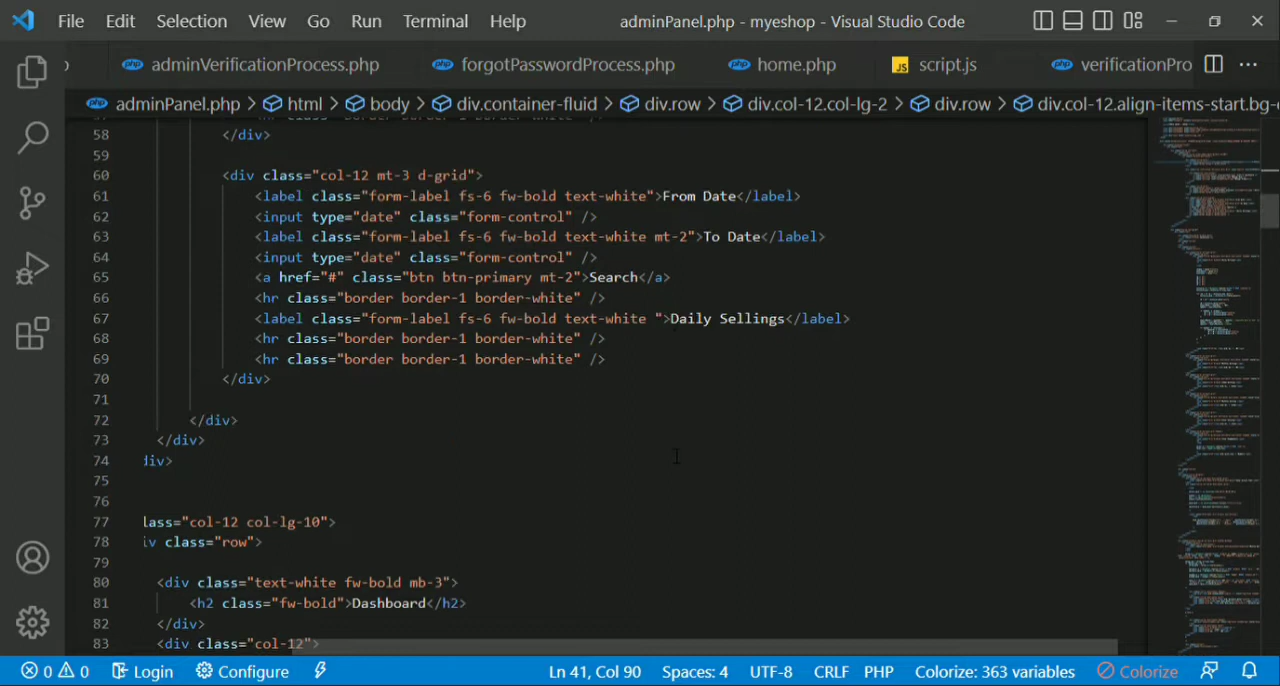 File Edit Selection View Go Run Terminal Help adminPanel.php - myeshop - Visual Studio Code
adminVerificationProcess.php forgotPasswordProcess.php home.php JS script.js verificationPro
adminPanel.php > html > body > div.container-fluid > div.row > div.col-12.col-lg-2 > div.row > div.col-12.align-items-start.bg-
58 </div>
59
60 <div class="col-12 mt-3 d-grid">
61 <label class="form-label fs-6 fw-bold text-white">From Date</label>
62 <input type="date" class="form-control" />
63 <label class="form-label fs-6 fw-bold text-white mt-2">To Date</label>
64 <input type="date" class="form-control" />
65 <a href="#" class="btn btn-primary mt-2">Search</a>
66 <hr class="border border-1 border-white" />
67 <label class="form-label fs-6 fw-bold text-white ">Daily Sellings</label>
68 <hr class="border border-1 border-white" />
69 <hr class="border border-1 border-white" />
70 </div>
71
72 </div>
73 </div>
74 div>
75
76
77 lass="col-12 col-lg-10">
78 iv class="row">
79
80 <div class="text-white fw-bold mb-3">
81 <h2 class="fw-bold">Dashboard</h2>
82 </div>
83 <div class="col-12">
0 0 Login Configure Ln 41, Col 90 Spaces: 4 UTF-8 CRLF PHP Colorize: 363 variables Colorize